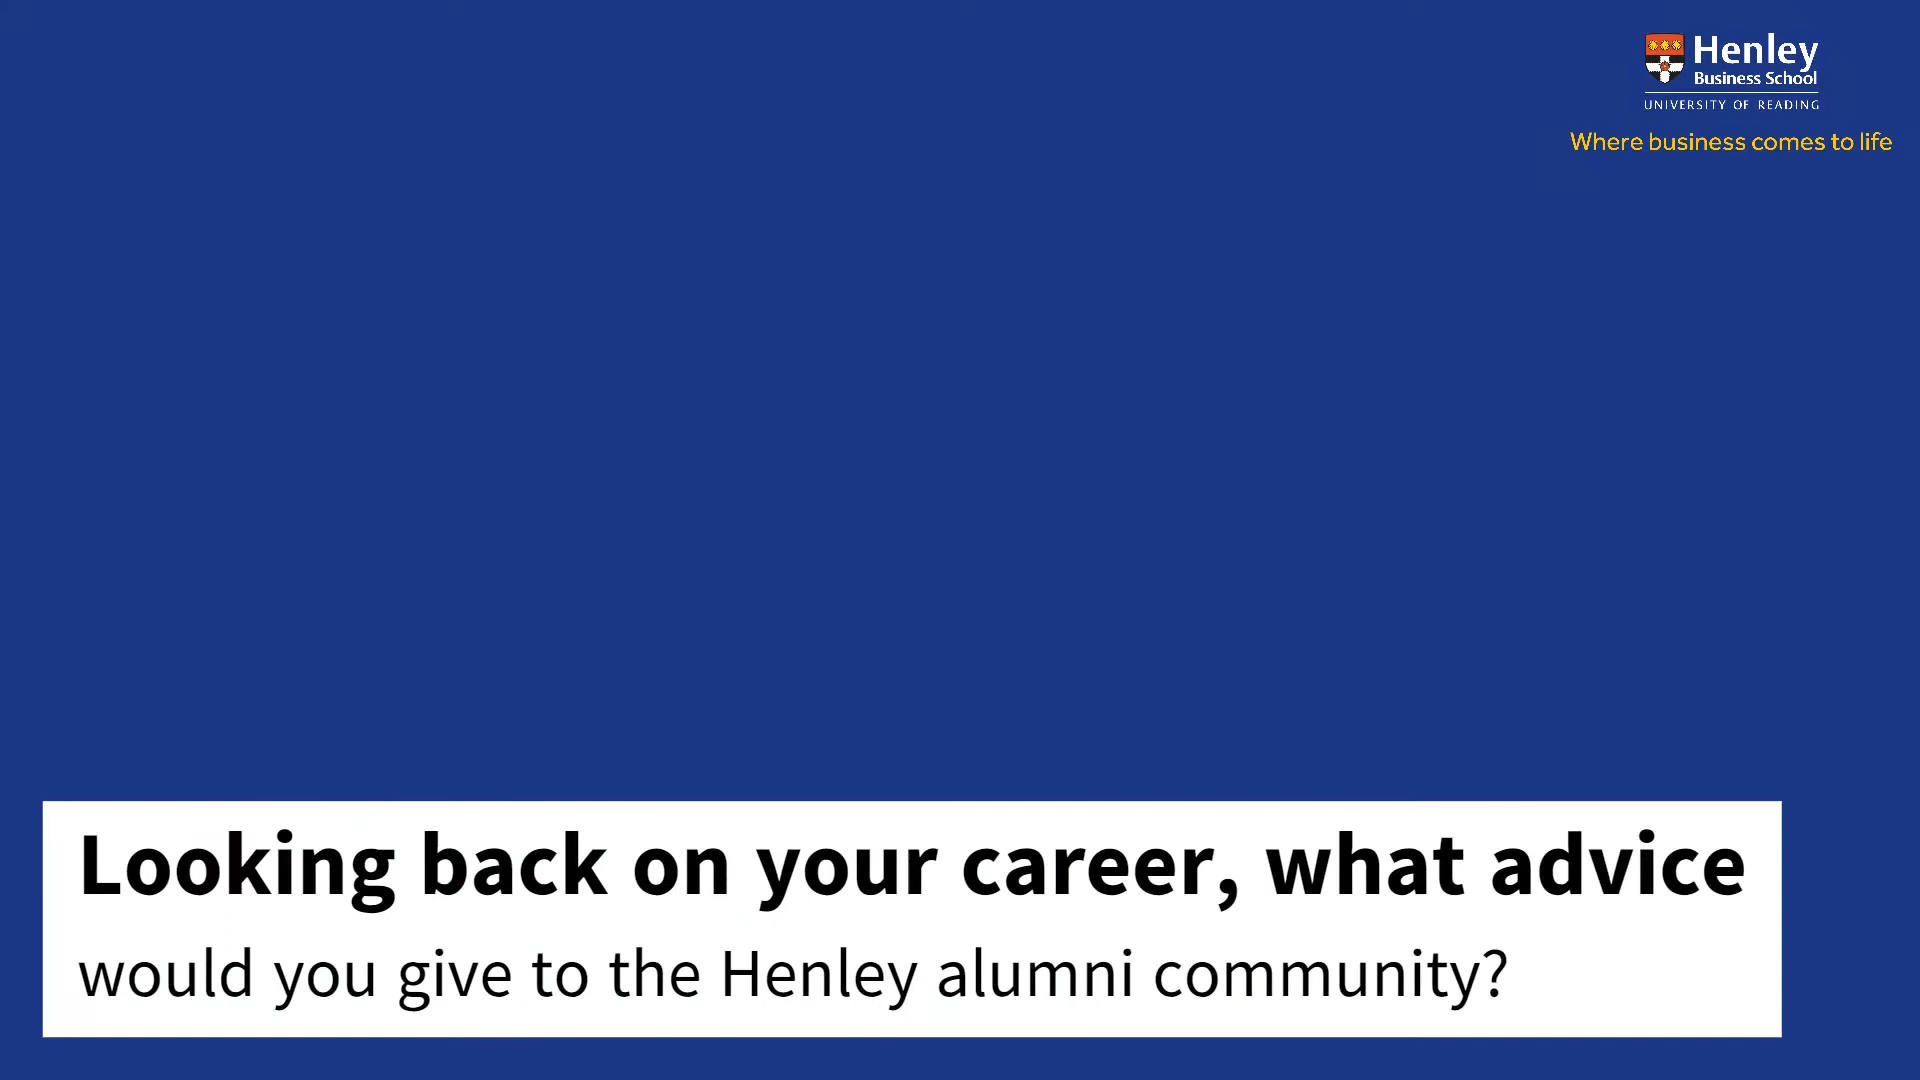 Henley
Business School
UNIVERSITY OF READING
Where business comes to life
Looking back on your career, what advice
would you give to the Henley alumni community?